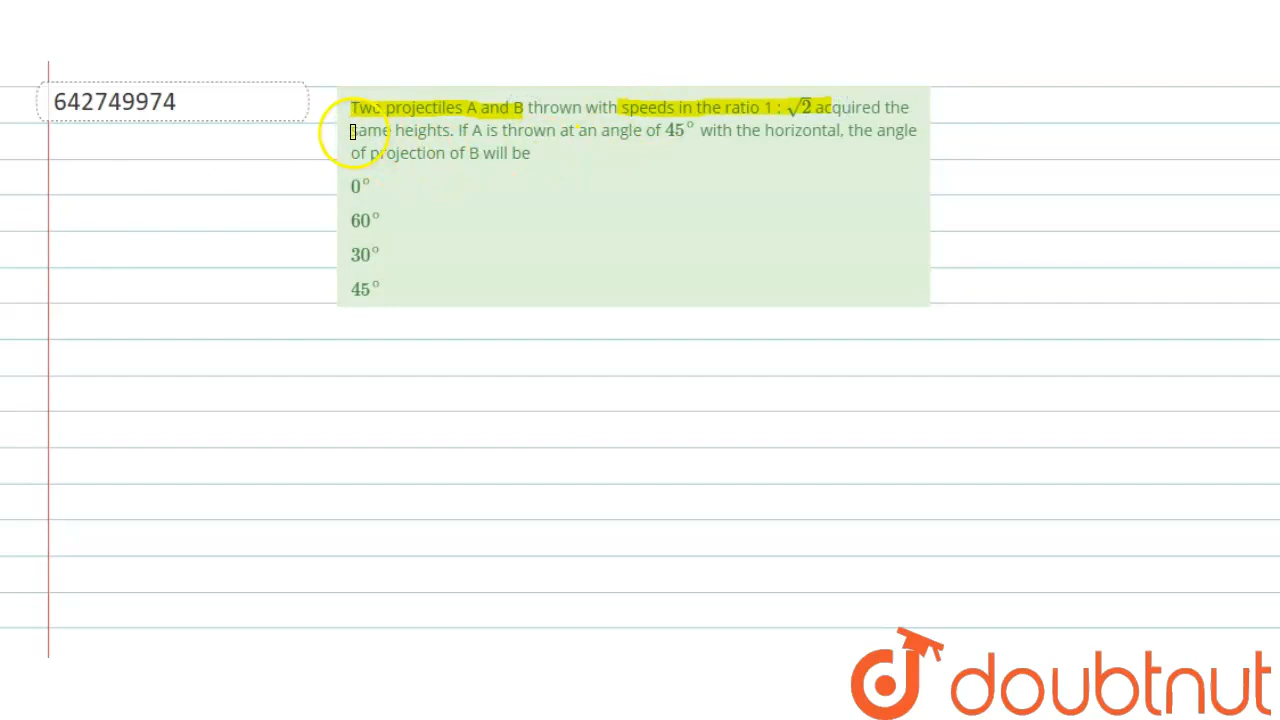 642749974
Two projectiles A and B thrown with speeds in the ratio 1 : √2 acquired the
same heights. If A is thrown at an angle of 45° with the horizontal, the angle
of projection of B will be
0°
60°
30°
45°
doubtnut